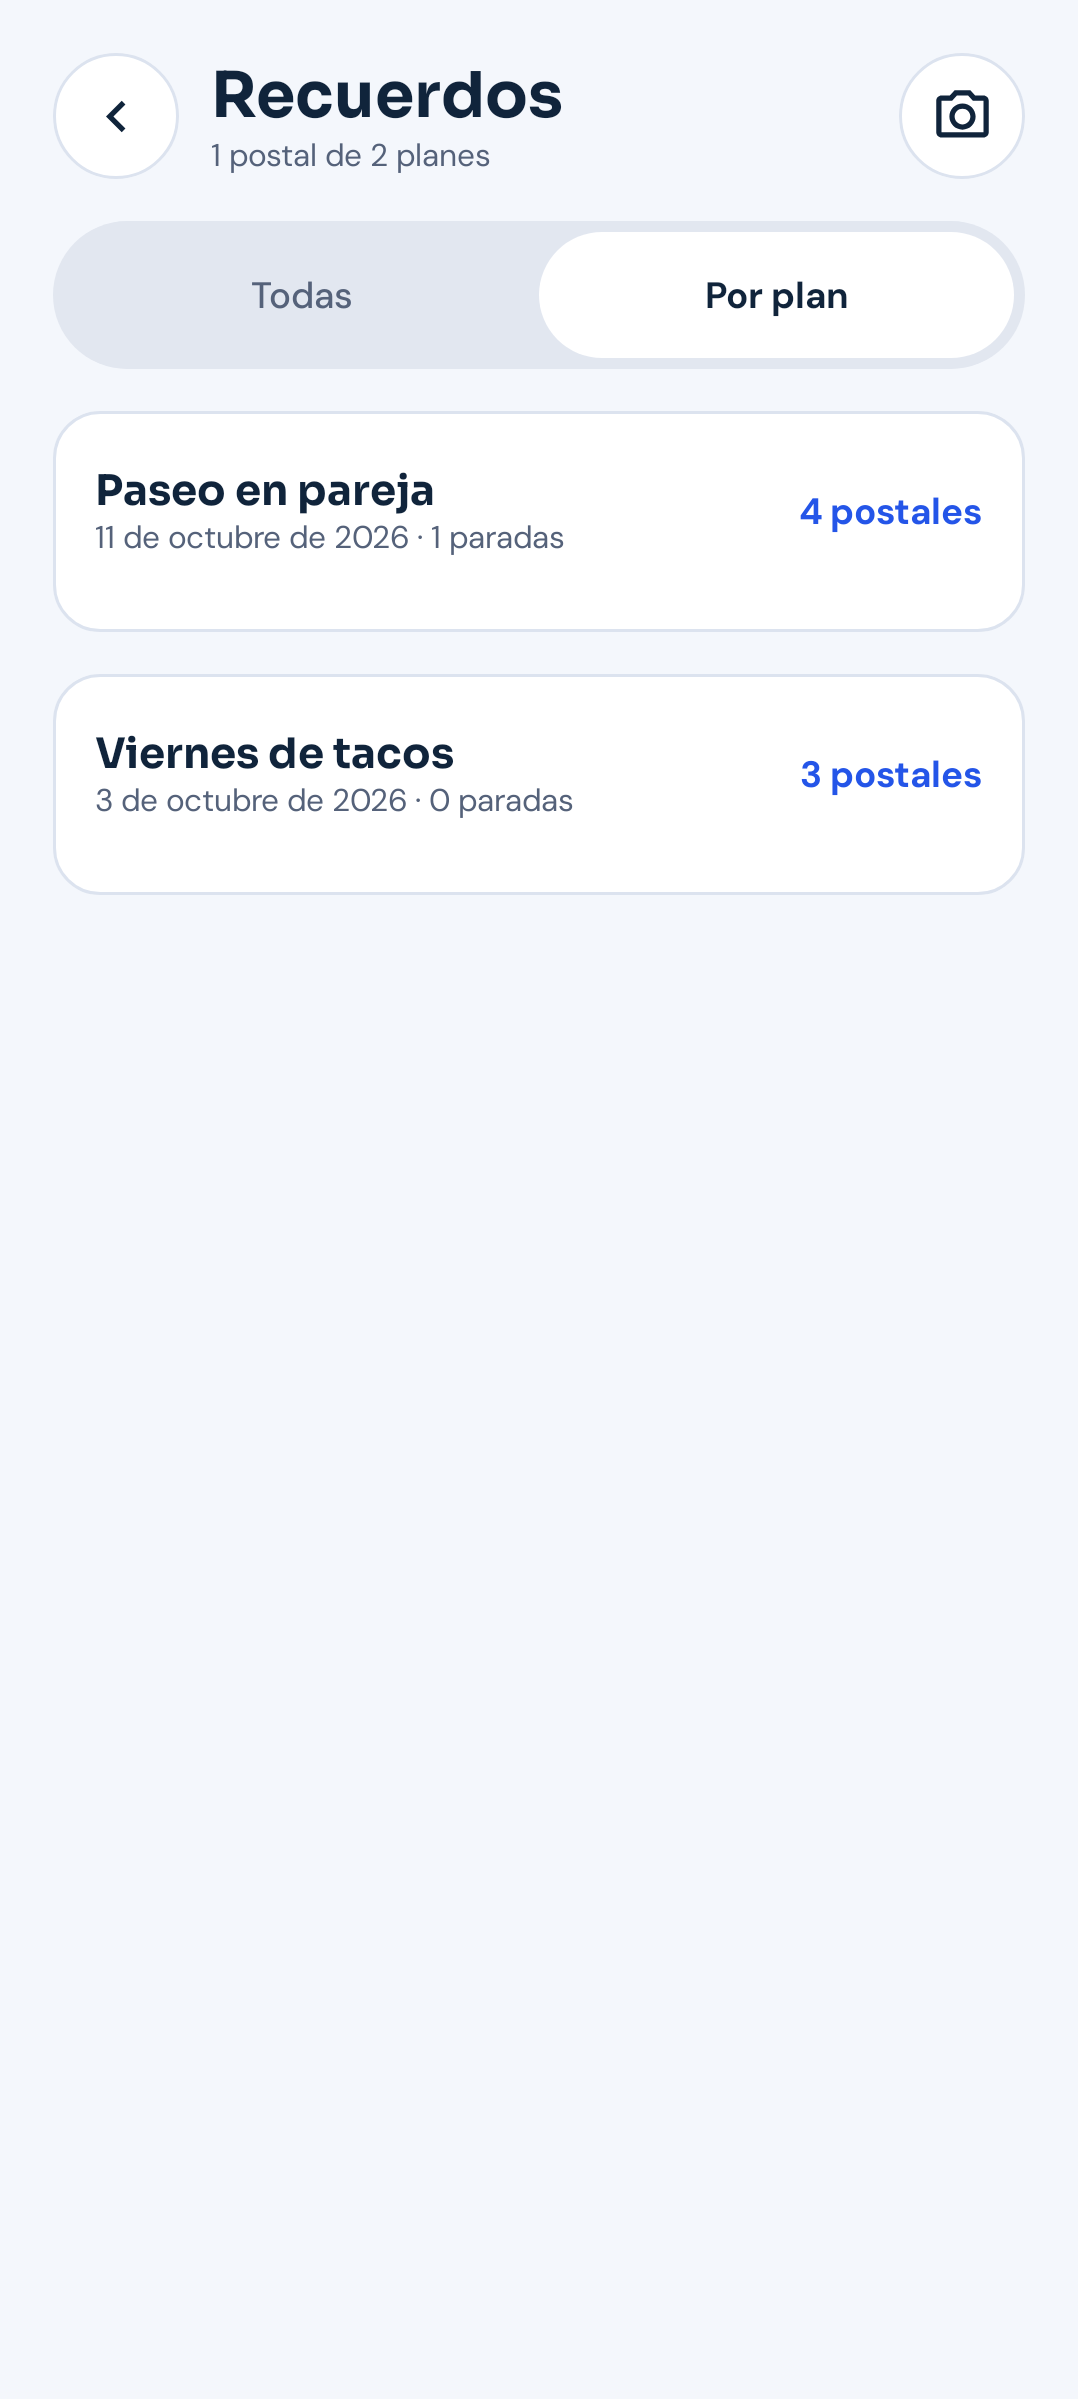 Recuerdos
1 postal de 2 planes
Todas
Por plan
Paseo en pareja
11 de octubre de 2026 · 1 paradas
4 postales
Viernes de tacos
3 de octubre de 2026 · 0 paradas
3 postales